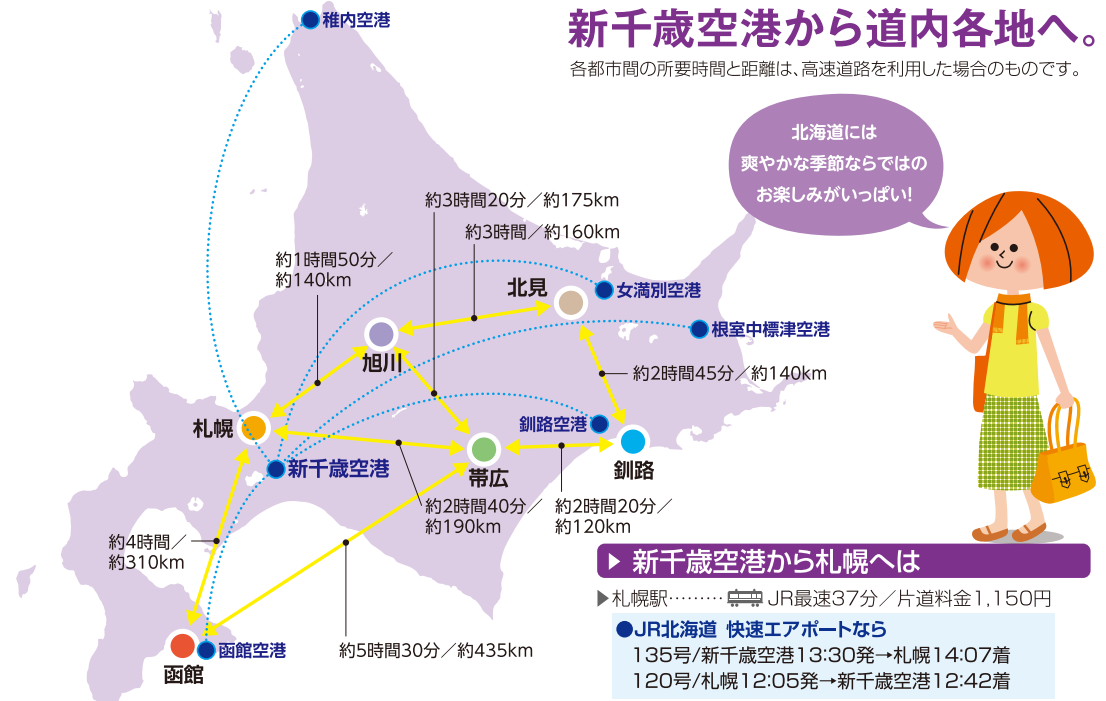 稚内空港
新千歳空港から道内各地へ。
各都市間の所要時間と距離は、高速道路を利用した場合のものです。
北海道には
爽やかな季節ならではの
お楽しみがいっぱい!
約3時間20分／約175km
約3時間／約160km
約1時間50分／
約140km
北見
女満別空港
根室中標津空港
旭川
約2時間45分／約140km
札幌
釧路空港
新千歳空港
帯広
釧路
約2時間40分／
約190km
約2時間20分／
約120km
約4時間／
約310km
函館空港
函館
約5時間30分／約435km
▶新千歳空港から札幌へは
▶札幌駅………JR最速37分／片道料金1,150円
●JR北海道 快速エアポートなら
135号/新千歳空港13:30発→札幌14:07着
120号/札幌12:05発→新千歳空港12:42着